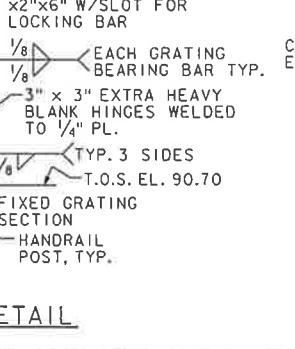 x2"x6" W/SLOT FOR
LOCKING BAR
1/8
1/8
EACH GRATING
BEARING BAR TYP.
3" x 3" EXTRA HEAVY
BLANK HINGES WELDED
TO 1/4" PL.
TYP. 3 SIDES
T.O.S. EL. 90.70
FIXED GRATING
SECTION
HANDRAIL
POST, TYP.
ETAIL